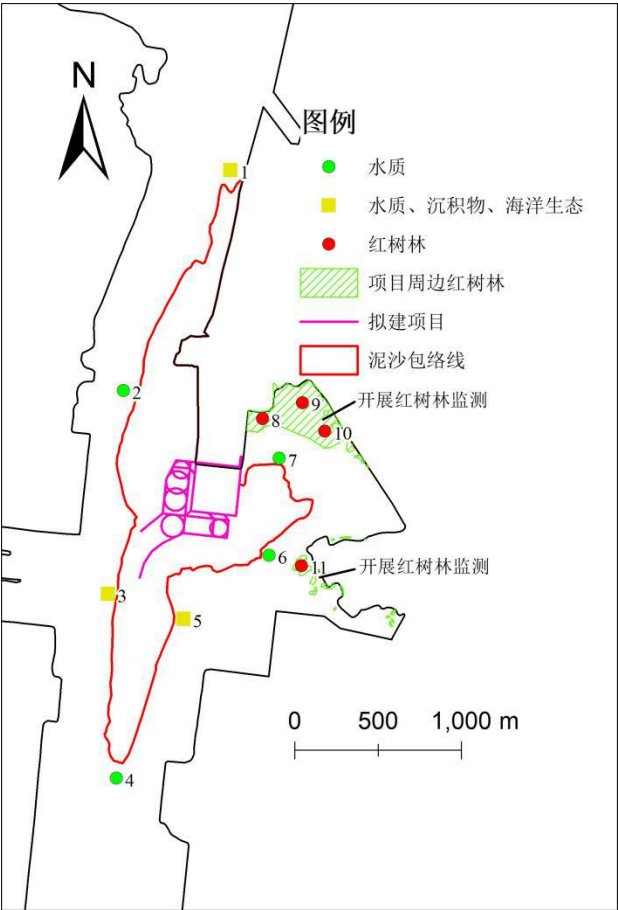 N
图例
水质
水质、沉积物、海洋生态
红树林
项目周边红树林
拟建项目
泥沙包络线
1
2
9
开展红树林监测
8
10
7
6
11
开展红树林监测
3
5
0 500 1,000 m
4